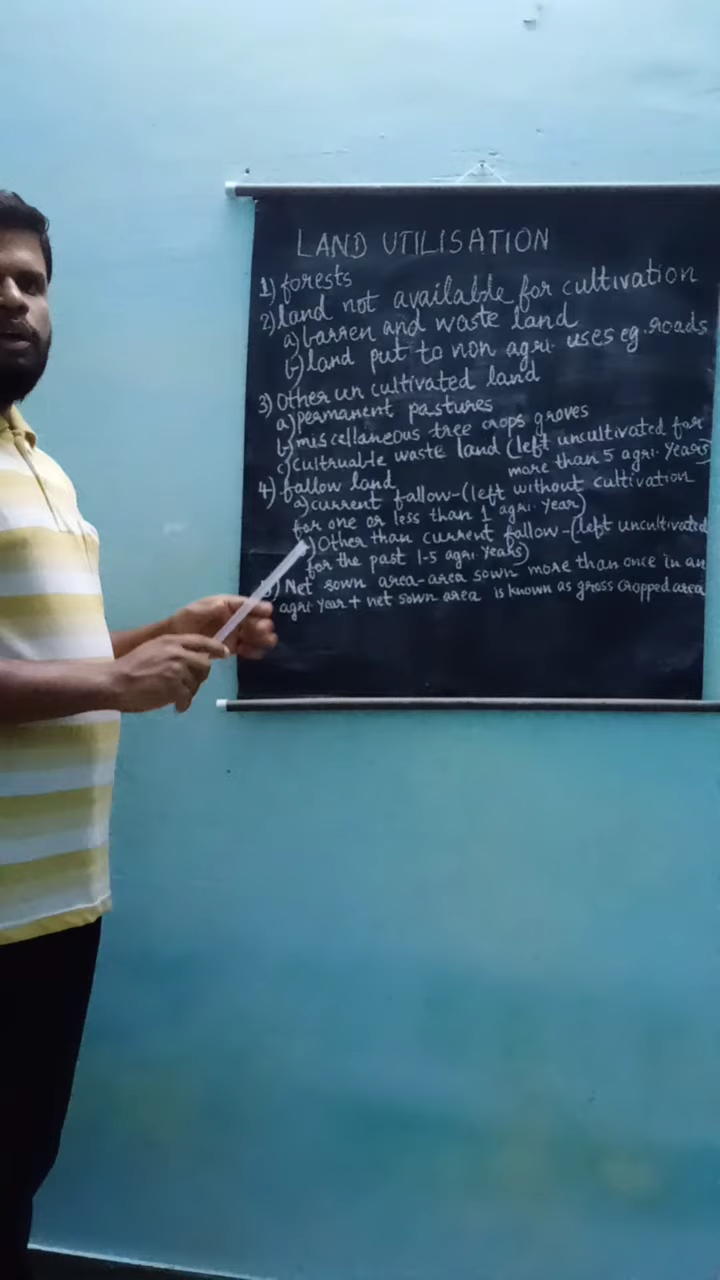 LAND UTILISATION
1) forests
2) land not available for cultivation
a) barren and waste land
b) land put to non agri. uses eg. roads
3) Other un cultivated land
a) permanent pastures
b) miscellaneous tree crops groves
c) cultruable waste land (left uncultivated for
more than 5 agri. years)
4) fallow land
a) current fallow-(left without cultivation
for one or less than 1 agri. year)
) Other than current fallow-(left uncultivated
for the past 1-5 agri. years)
) Net sown area-area sown more than once in an
agri year + net sown area is known as gross cropped area